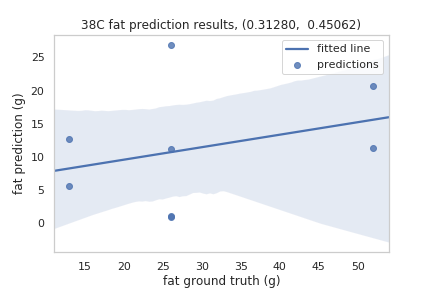 38C fat prediction results, (0.31280,  0.45062)
fitted line
predictions
fat prediction (g)
25
20
15
10
5
0
15 20 25 30 35 40 45 50
fat ground truth (g)